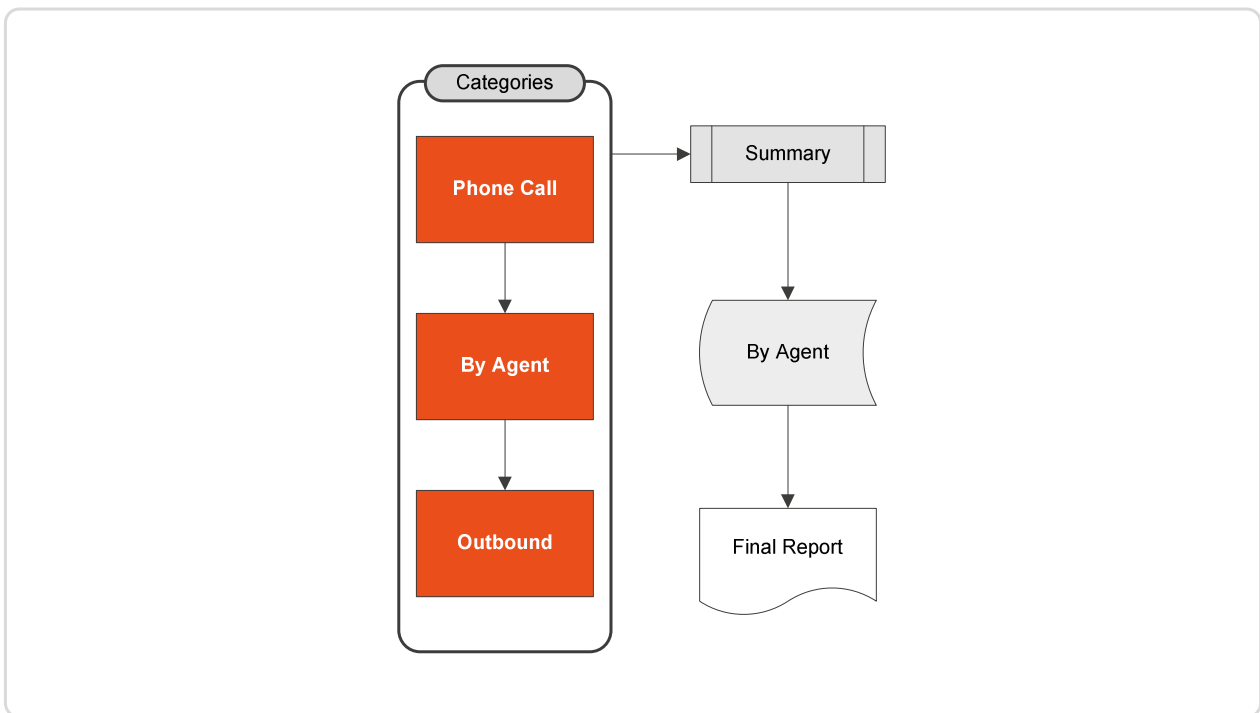 Categories
Phone Call
By Agent
Outbound
Summary
By Agent
Final Report